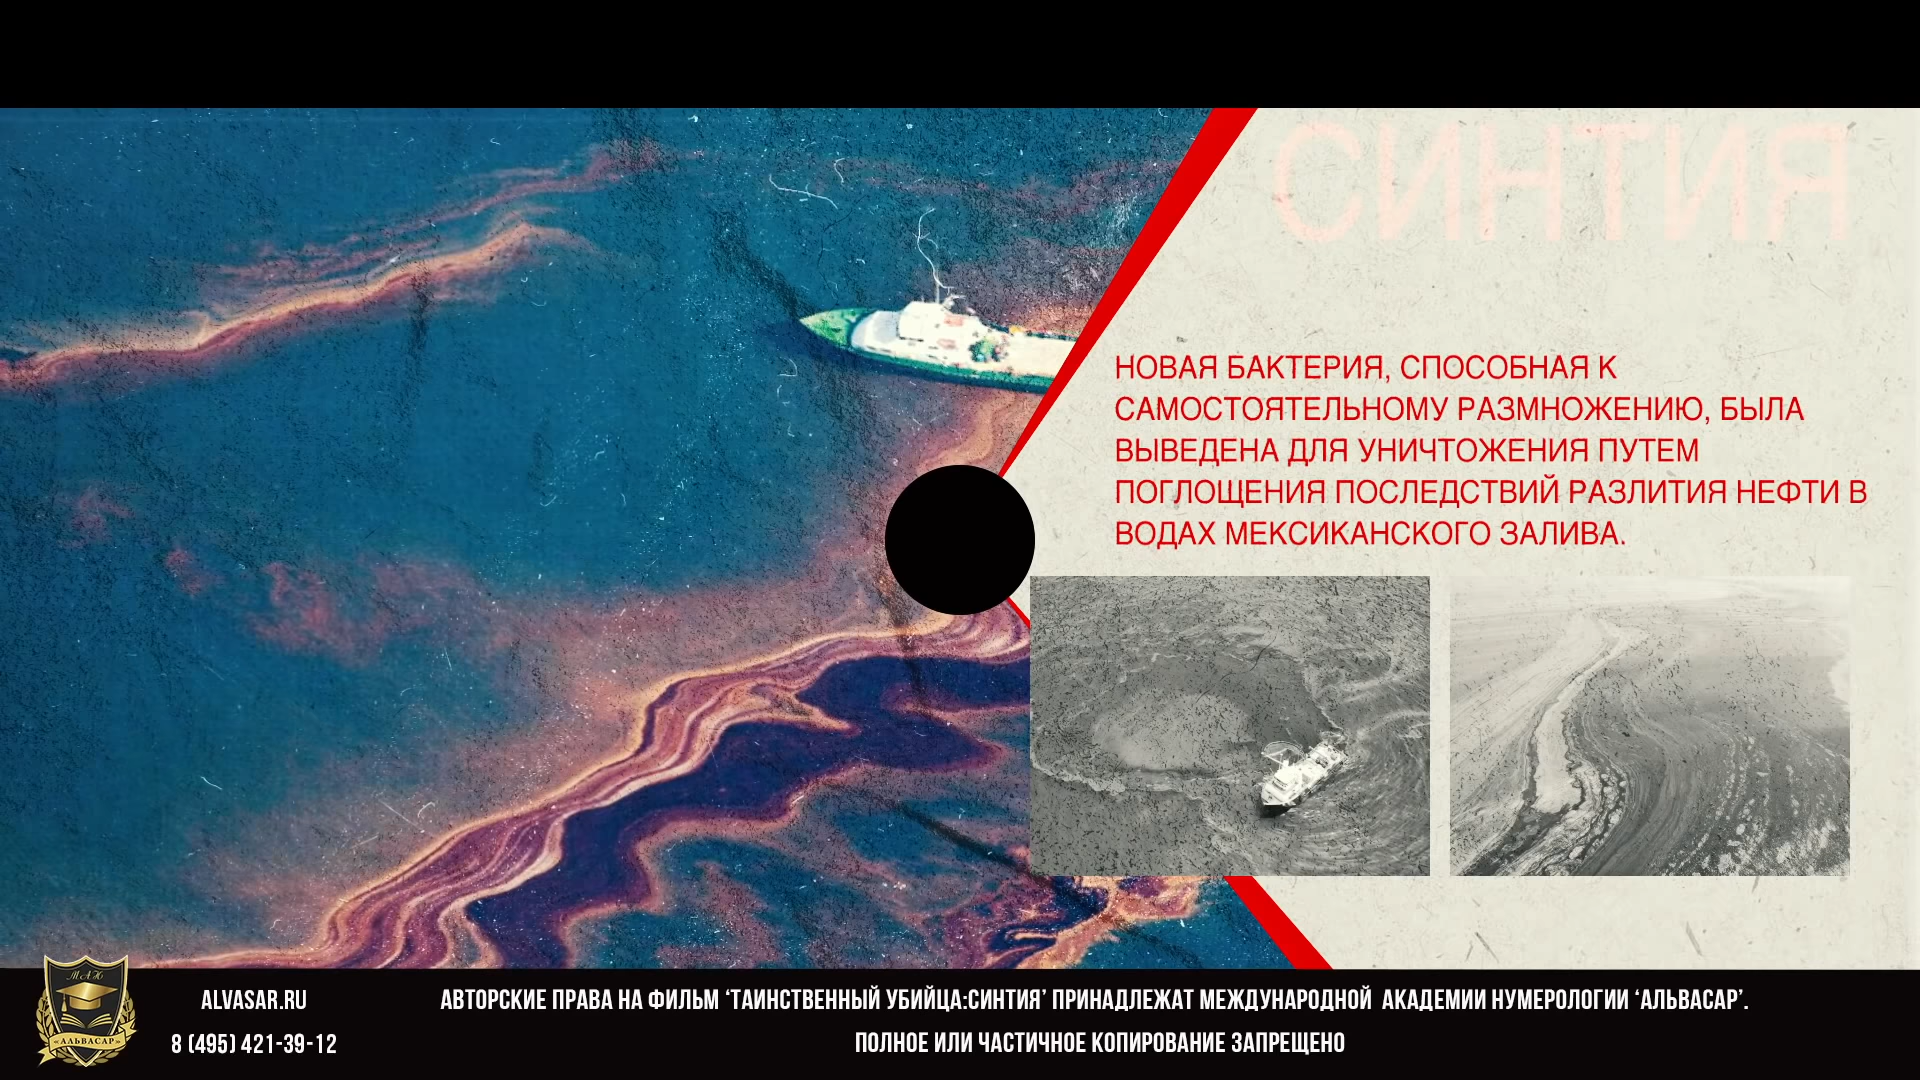 СИНТИЯ
НОВАЯ БАКТЕРИЯ, СПОСОБНАЯ К
САМОСТОЯТЕЛЬНОМУ РАЗМНОЖЕНИЮ, БЫЛА
ВЫВЕДЕНА ДЛЯ УНИЧТОЖЕНИЯ ПУТЕМ
ПОГЛОЩЕНИЯ ПОСЛЕДСТВИЙ РАЗЛИТИЯ НЕФТИ В
ВОДАХ МЕКСИКАНСКОГО ЗАЛИВА.
МАН
«АЛЬВАСАР»
ALVASAR.RU
8 (495) 421-39-12
АВТОРСКИЕ ПРАВА НА ФИЛЬМ ‘ТАИНСТВЕННЫЙ УБИЙЦА:СИНТИЯ’ ПРИНАДЛЕЖАТ МЕЖДУНАРОДНОЙ АКАДЕМИИ НУМЕРОЛОГИИ ‘АЛЬВАСАР’.
ПОЛНОЕ ИЛИ ЧАСТИЧНОЕ КОПИРОВАНИЕ ЗАПРЕЩЕНО